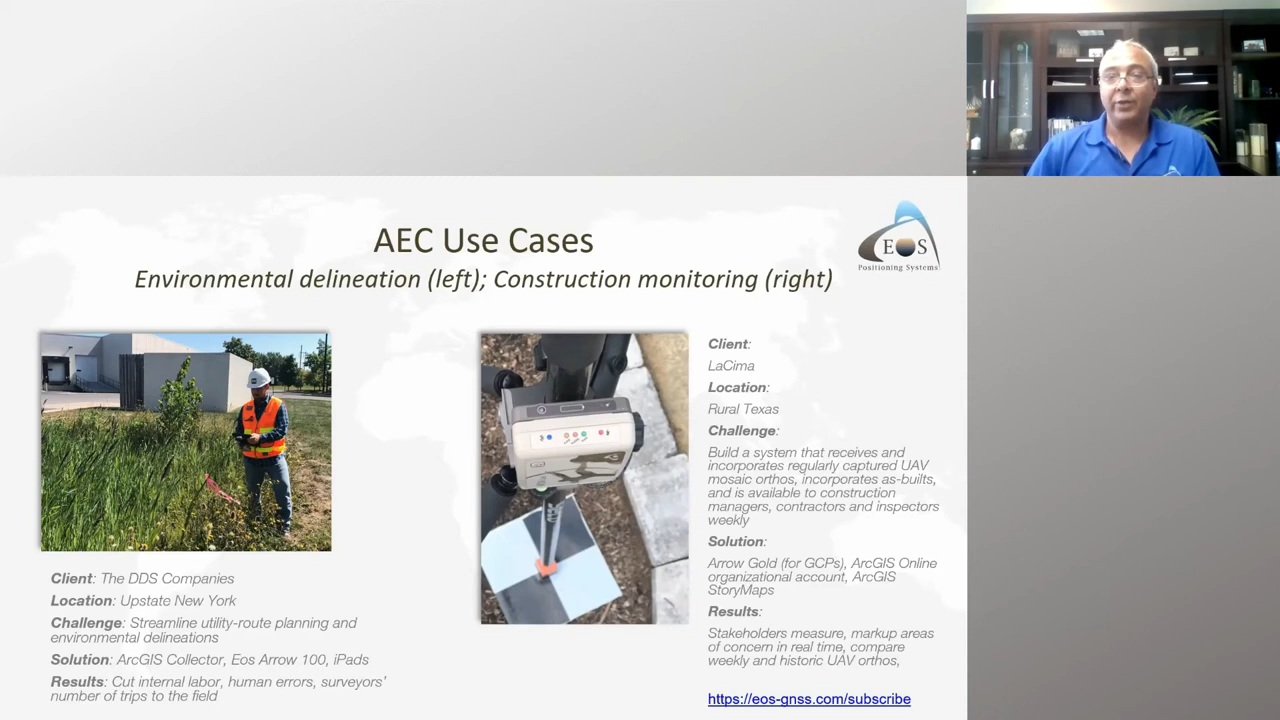 AEC Use Cases
Environmental delineation (left); Construction monitoring (right)
EOS
Positioning Systems
Client: The DDS Companies
Location: Upstate New York
Challenge: Streamline utility-route planning and
environmental delineations
Solution: ArcGIS Collector, Eos Arrow 100, iPads
Results: Cut internal labor, human errors, surveyors'
number of trips to the field
Client:
LaCima
Location:
Rural Texas
Challenge:
Build a system that receives and
incorporates regularly captured UAV
mosaic orthos, incorporates as-builts,
and is available to construction
managers, contractors and inspectors
weekly
Solution:
Arrow Gold (for GCPs), ArcGIS Online
organizational account, ArcGIS
StoryMaps
Results:
Stakeholders measure, markup areas
of concern in real time, compare
weekly and historic UAV orthos,
https://eos-gnss.com/subscribe